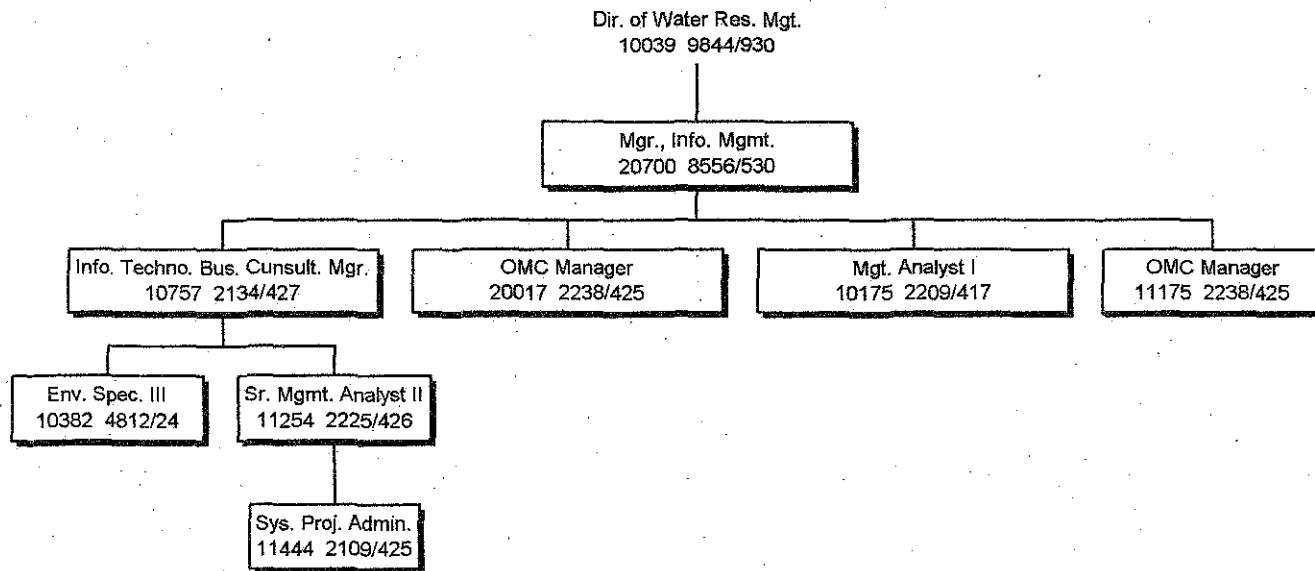 Dir. of Water Res. Mgt.
10039 9844/930
Mgr., Info. Mgmt.
20700 8556/530
Info. Techno. Bus. Cunsult. Mgr.
10757 2134/427
OMC Manager
20017 2238/425
Mgt. Analyst I
10175 2209/417
OMC Manager
11175 2238/425
Env. Spec. III
10382 4812/24
Sr. Mgmt. Analyst II
11254 2225/426
Sys. Proj. Admin.
11444 2109/425